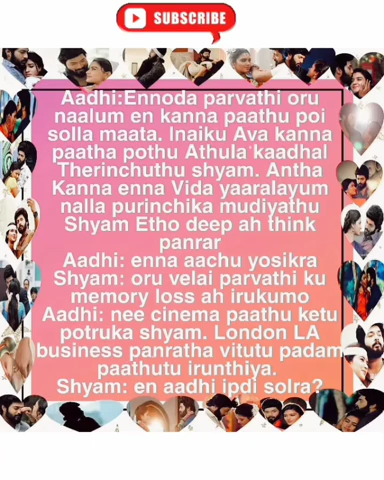 SUBSCRIBE
Aadhi:Ennoda parvathi oru
naalum en kanna paathu poi
solla maata. Inaiku Ava kanna
paatha pothu Athula kaadhal
Therinchuthu shyam. Antha
Kanna enna Vida yaaralayum
nalla purinchika mudiyathu
Shyam Etho deep ah think
panrar
Aadhi: enna aachu yosikra
Shyam: oru velai parvathi ku
memory loss ah irukumo
Aadhi: nee cinema paathu ketu
potruka shyam. London LA
business panratha vitutu padam
paathutu irunthiya.
Shyam: en aadhi ipdi solra?